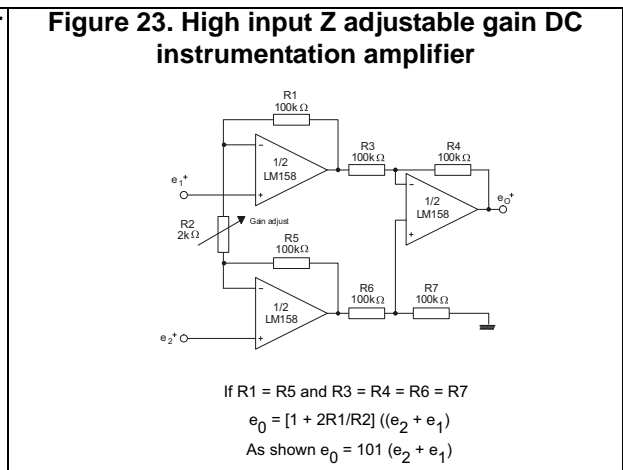 Figure 23. High input Z adjustable gain DC
instrumentation amplifier
R1
100kΩ
R3
100kΩ
R4
100kΩ
1/2
LM158
e1+
1/2
LM158
eO+
R2
2kΩ
Gain adjust
R5
100kΩ
R6
100kΩ
R7
100kΩ
1/2
LM158
e2+
If R1 = R5 and R3 = R4 = R6 = R7
e0 = [1 + 2R1/R2] ((e2 + e1)
As shown e0 = 101 (e2 + e1)